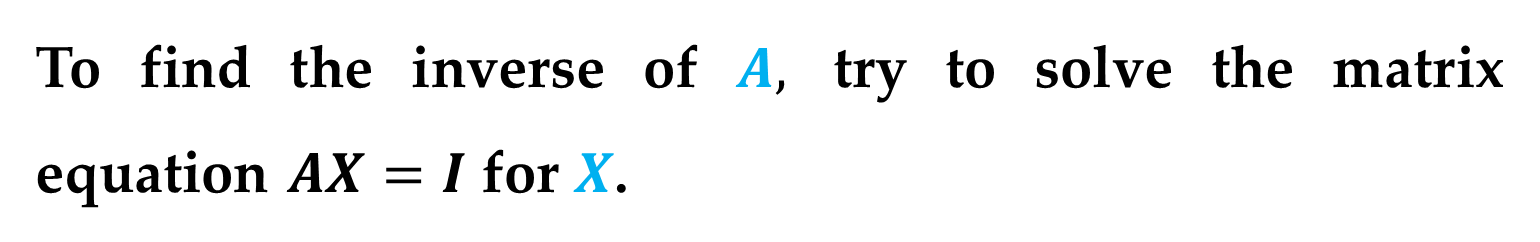 To find the inverse of A, try to solve the matrix
equation AX = I for X.